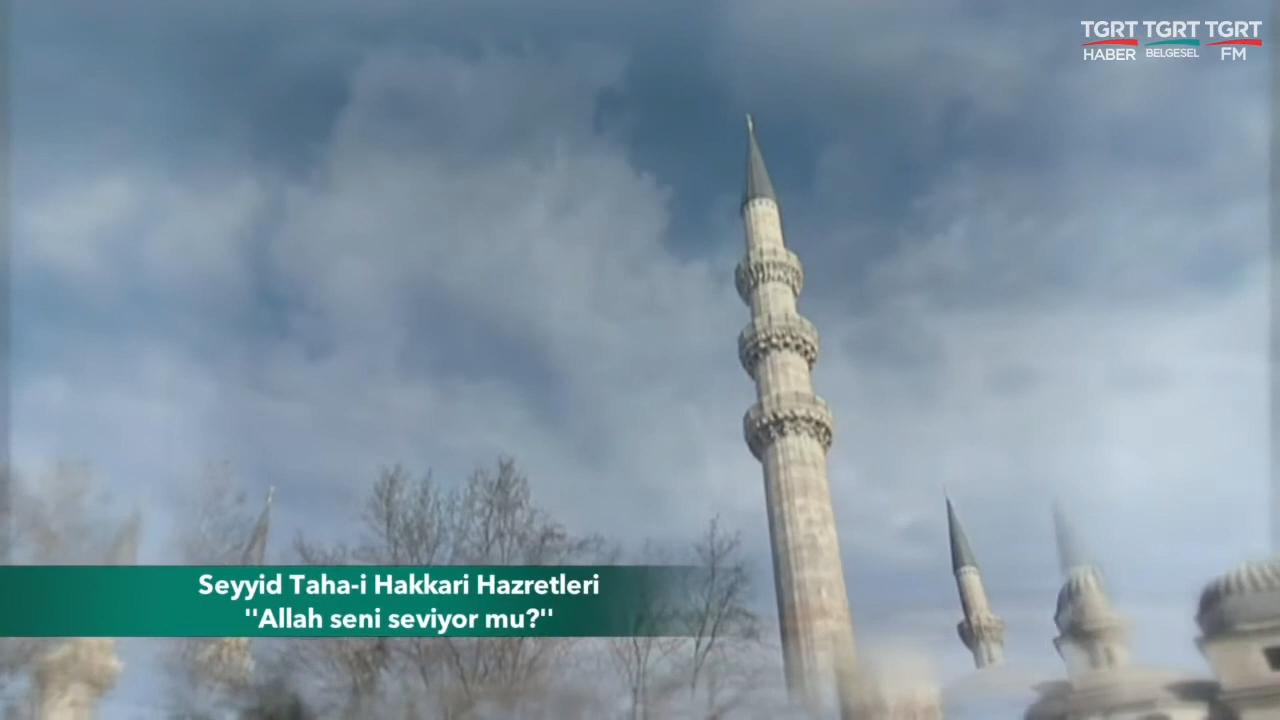 TGRT TGRT TGRT
HABER BELGESEL FM
Seyyid Taha-i Hakkari Hazretleri
"Allah seni seviyor mu?"